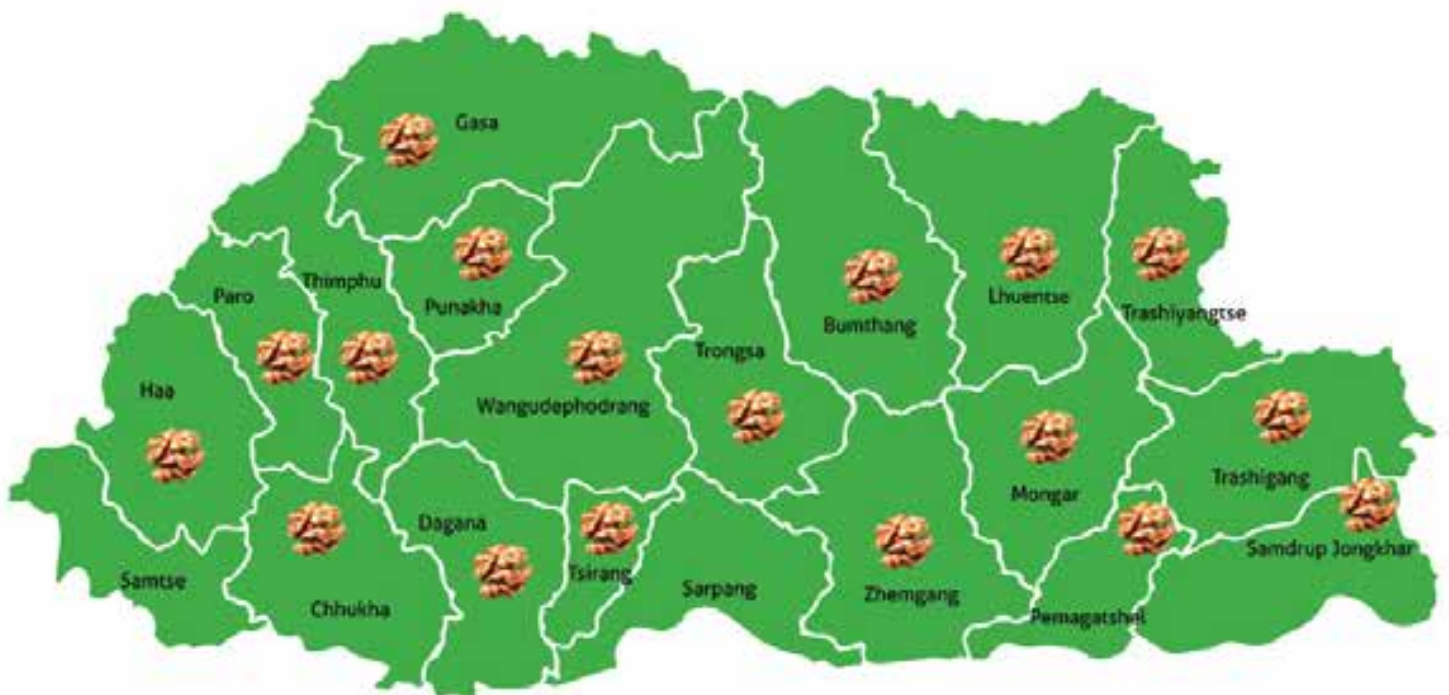 Gasa
Thimphu
Paro
Punakha
Lhuentse
Trashiyangtse
Bumthang
Trongsa
Haa
Wangudephodrang
Trashigang
Mongar
Dagana
Samdrup Jongkhar
Samtse
Tsirang
Sarpang
Zhemgang
Chhukha
Pemagatshel